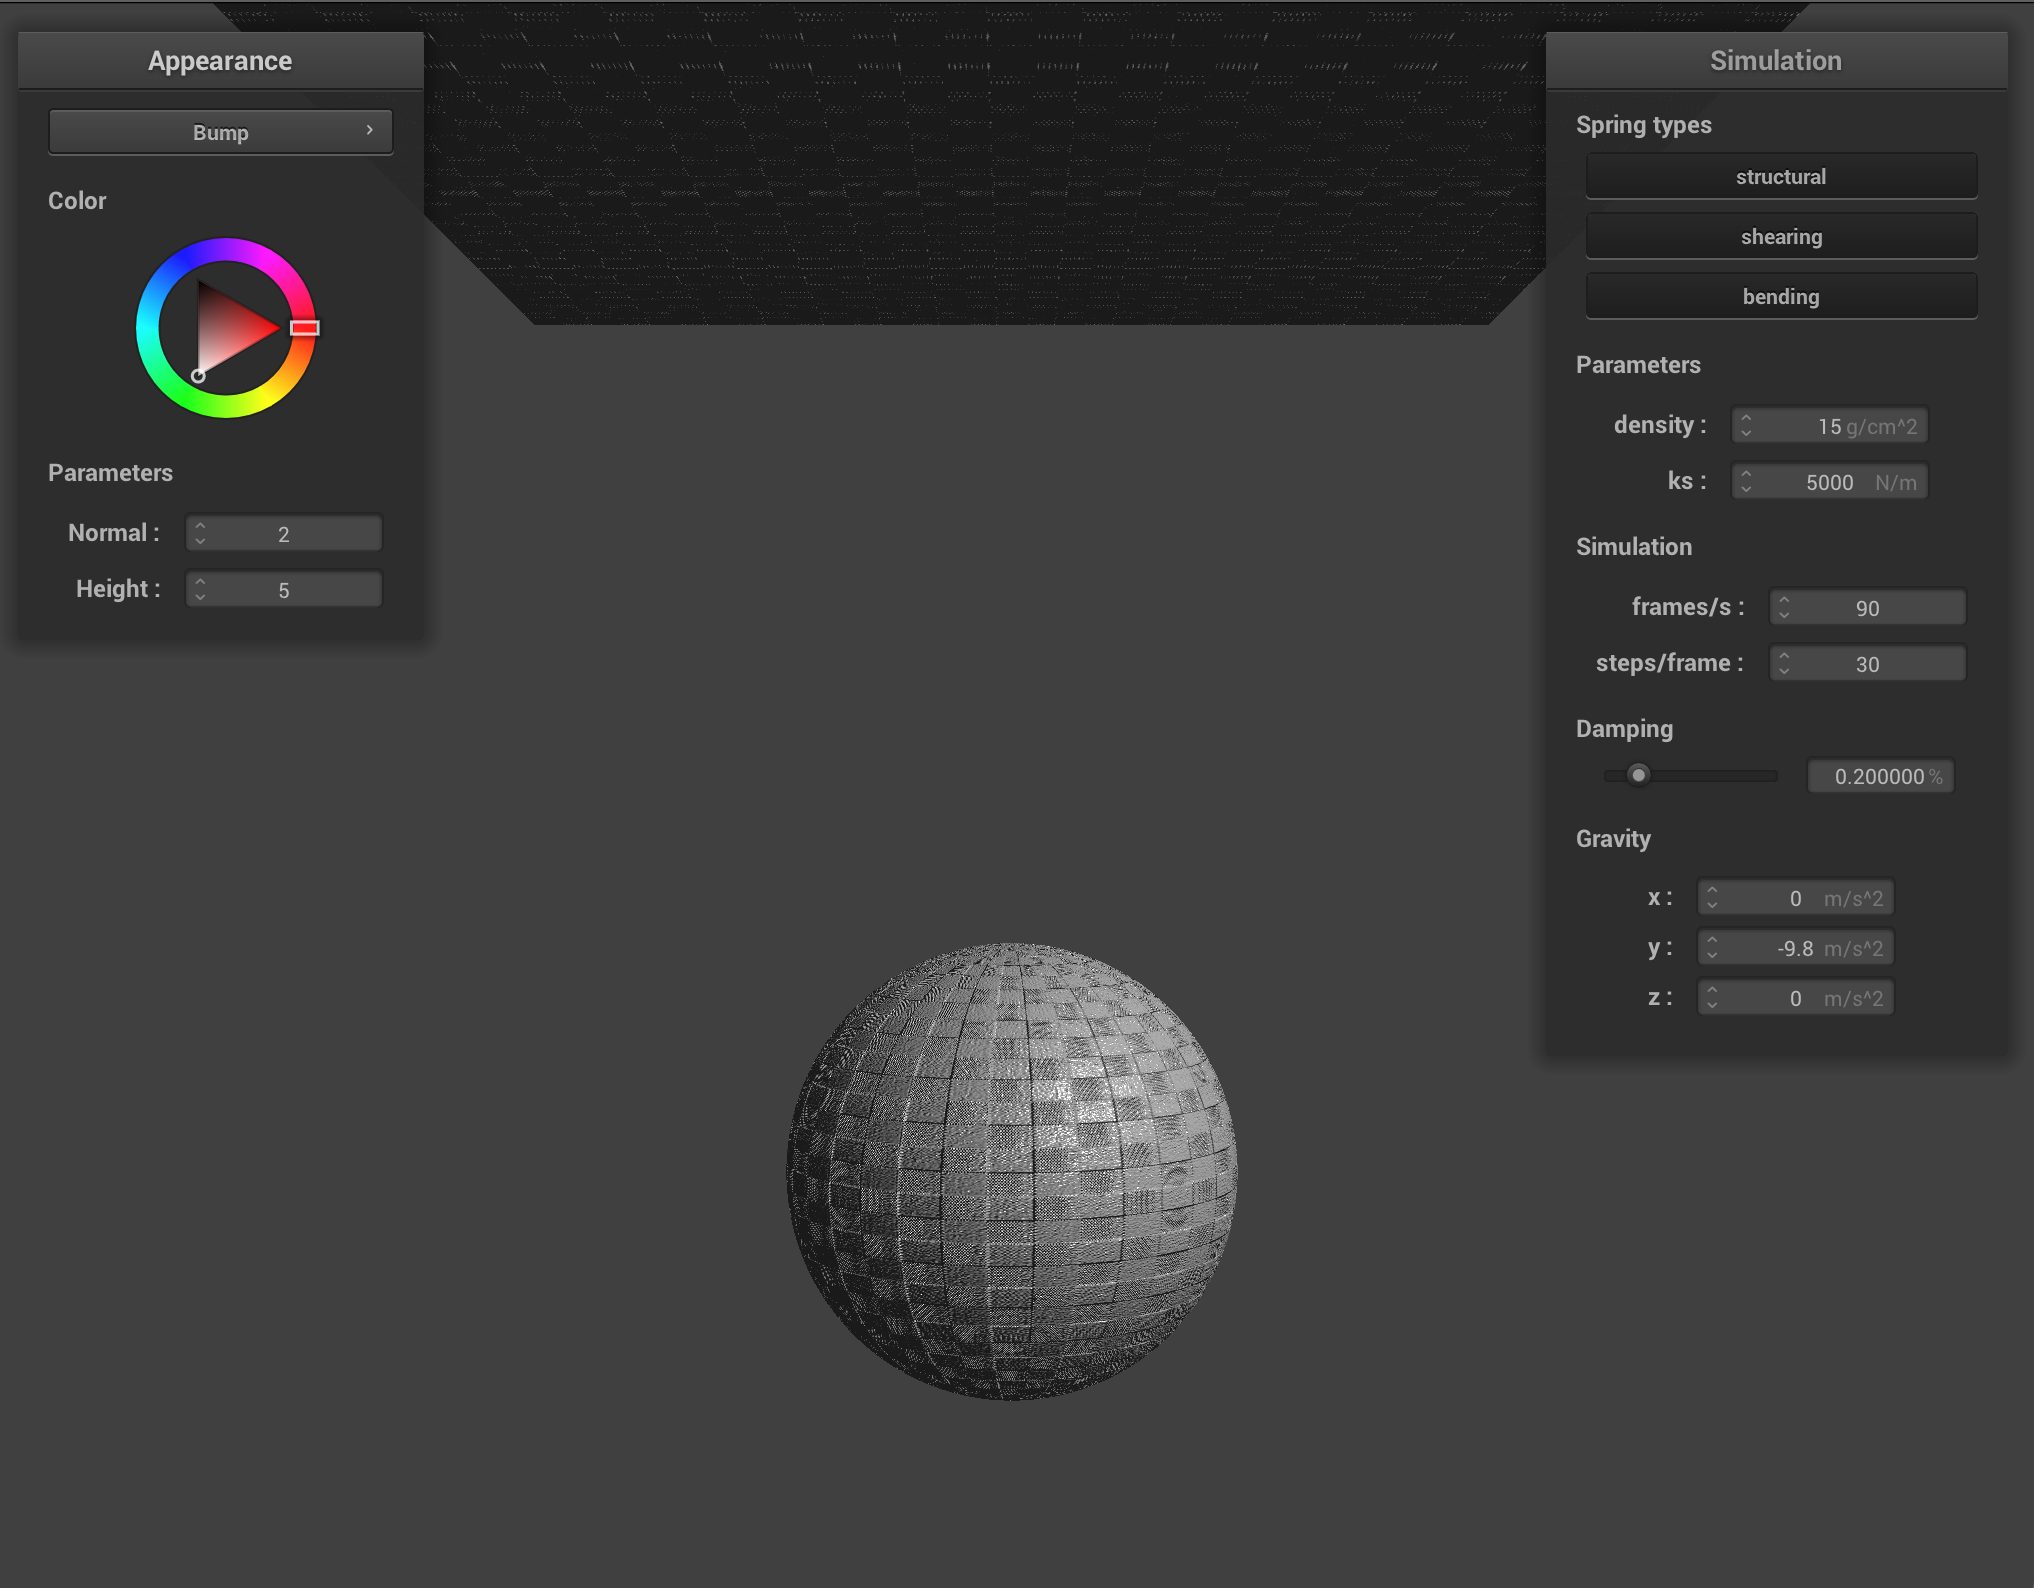 Appearance
Bump
Color
Parameters
Normal : 2
Height : 5
Simulation
Spring types
structural
shearing
bending
Parameters
density : 15 g/cm^2
ks : 5000 N/m
Simulation
frames/s : 90
steps/frame : 30
Damping
0.200000 %
Gravity
x : 0 m/s^2
y : -9.8 m/s^2
z : 0 m/s^2